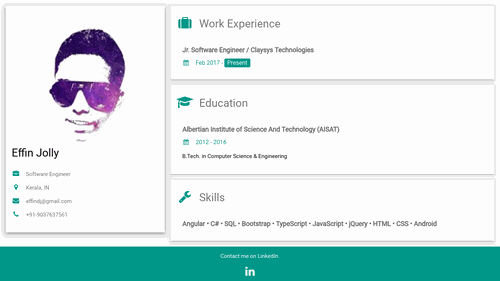 Effin Jolly
Software Engineer
Kerala, IN
effindj@gmail.com
+91-9037637561
Work Experience
Jr. Software Engineer / Claysys Technologies
Feb 2017 - Present
Education
Albertian Institute of Science And Technology (AISAT)
2012 - 2016
B.Tech. in Computer Science & Engineering
Skills
Angular • C# • SQL • Bootstrap • TypeScript • JavaScript • jQuery • HTML • CSS • Android
Contact me on LinkedIn
in